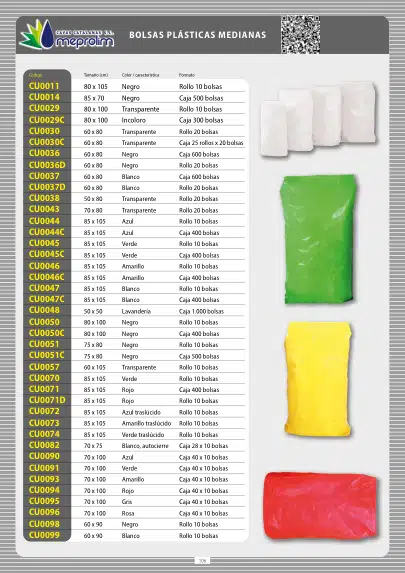 CAYAS CATALANAS S.L.
meprolim
BOLSAS PLÁSTICAS MEDIANAS
Código Tamaño (cm) Color / característica Formato
CU0011 80 x 105 Negro Rollo 10 bolsas
CU0014 85 x 70 Negro Caja 500 bolsas
CU0029 80 x 100 Transparente Rollo 10 bolsas
CU0029C 80 x 100 Incoloro Caja 300 bolsas
CU0030 60 x 80 Transparente Rollo 20 bolsas
CU0030C 60 x 80 Transparente Caja 25 rollos x 20 bolsas
CU0036 60 x 80 Negro Caja 600 bolsas
CU0036D 60 x 80 Negro Rollo 20 bolsas
CU0037 60 x 80 Blanco Caja 600 bolsas
CU0037D 60 x 80 Blanco Rollo 20 bolsas
CU0038 50 x 80 Transparente Rollo 20 bolsas
CU0043 70 x 80 Transparente Rollo 20 bolsas
CU0044 85 x 105 Azul Rollo 10 bolsas
CU0044C 85 x 105 Azul Caja 400 bolsas
CU0045 85 x 105 Verde Rollo 10 bolsas
CU0045C 85 x 105 Verde Caja 400 bolsas
CU0046 85 x 105 Amarillo Rollo 10 bolsas
CU0046C 85 x 105 Amarillo Caja 400 bolsas
CU0047 85 x 105 Blanco Rollo 10 bolsas
CU0047C 85 x 105 Blanco Caja 400 bolsas
CU0048 50 x 50 Lavandería Caja 1.000 bolsas
CU0050 80 x 100 Negro Rollo 10 bolsas
CU0050C 80 x 100 Negro Caja 400 bolsas
CU0051 75 x 80 Negro Rollo 10 bolsas
CU0051C 75 x 80 Negro Caja 500 bolsas
CU0057 60 x 105 Transparente Rollo 10 bolsas
CU0070 85 x 105 Verde Rollo 10 bolsas
CU0071 85 x 105 Rojo Caja 400 bolsas
CU0071D 85 x 105 Rojo Rollo 10 bolsas
CU0072 85 x 105 Azul traslúcido Rollo 10 bolsas
CU0073 85 x 105 Amarillo traslúcido Rollo 10 bolsas
CU0074 85 x 105 Verde traslúcido Rollo 10 bolsas
CU0082 70 x 75 Blanco, autocierre Caja 28 x 10 bolsas
CU0090 70 x 100 Azul Caja 40 x 10 bolsas
CU0091 70 x 100 Verde Caja 40 x 10 bolsas
CU0093 70 x 100 Amarillo Caja 40 x 10 bolsas
CU0094 70 x 100 Rojo Caja 40 x 10 bolsas
CU0095 70 x 100 Gris Caja 40 x 10 bolsas
CU0096 70 x 100 Rosa Caja 40 x 10 bolsas
CU0098 60 x 90 Negro Rollo 10 bolsas
CU0099 60 x 90 Blanco Rollo 10 bolsas
106